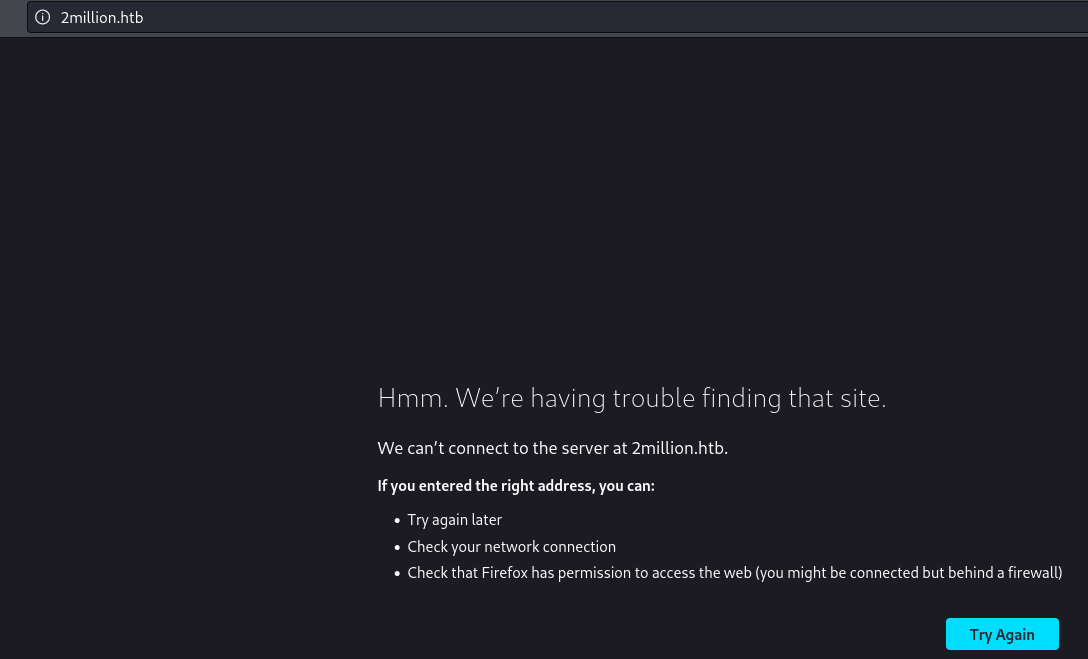 2million.htb
Hmm. We’re having trouble finding that site.
We can’t connect to the server at 2million.htb.
If you entered the right address, you can:
• Try again later
• Check your network connection
• Check that Firefox has permission to access the web (you might be connected but behind a firewall)
Try Again